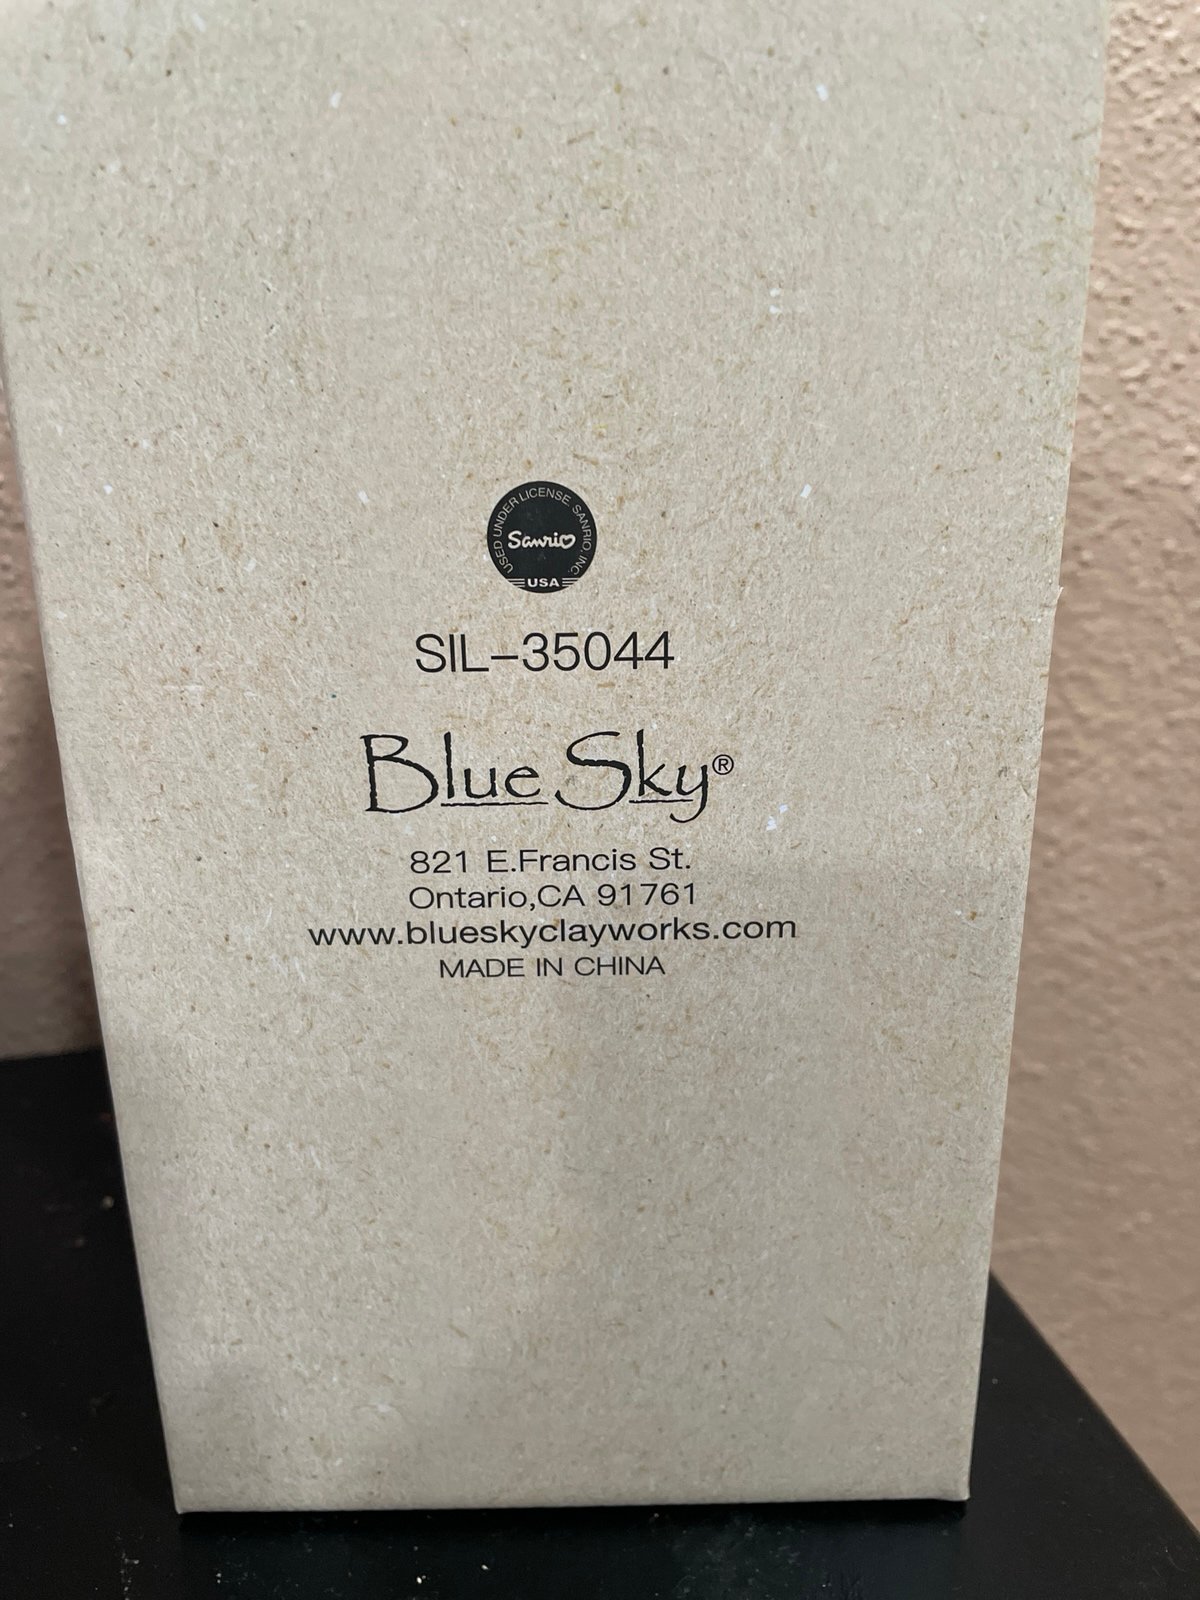 USED UNDER LICENSE. SANRIO, INC.
Sanrio
USA
SIL-35044
Blue Sky®
821 E.Francis St.
Ontario,CA 91761
www.blueskyclayworks.com
MADE IN CHINA